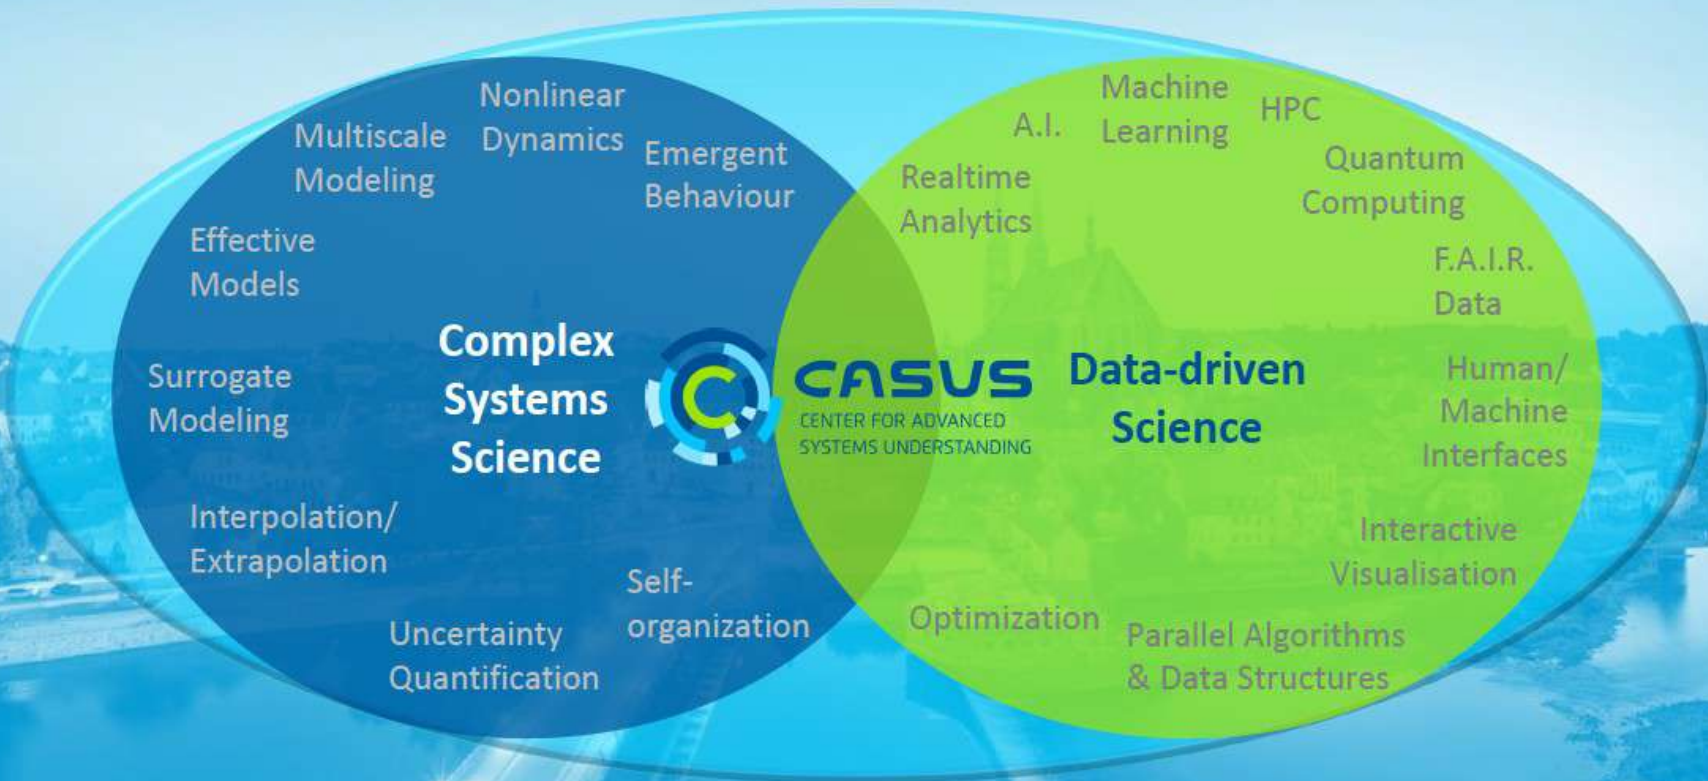 Nonlinear
Dynamics
Multiscale
Modeling
Emergent
Behaviour
Effective
Models
Surrogate
Modeling
Interpolation/
Extrapolation
Uncertainty
Quantification
Self-
organization
Complex
Systems
Science
CASUS
CENTER FOR ADVANCED
SYSTEMS UNDERSTANDING
Data-driven
Science
Realtime
Analytics
A.I.
Machine
Learning
HPC
Quantum
Computing
F.A.I.R.
Data
Human/
Machine
Interfaces
Interactive
Visualisation
Parallel Algorithms
& Data Structures
Optimization